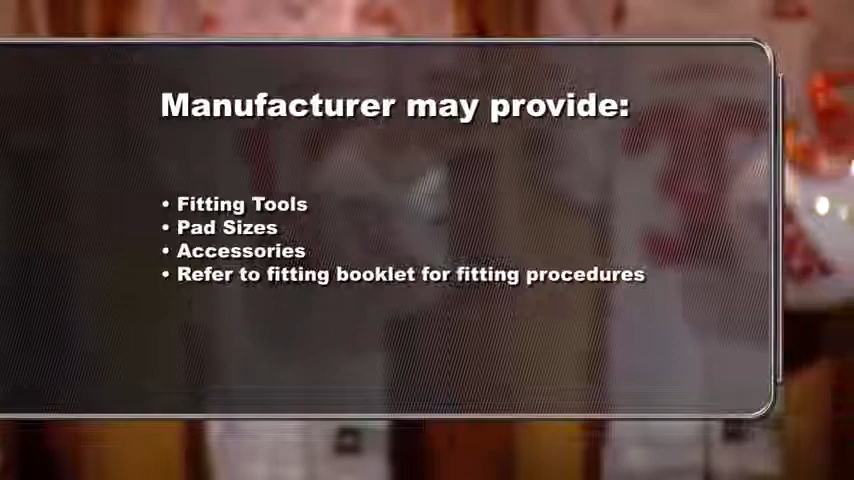 Manufacturer may provide:
• Fitting Tools
• Pad Sizes
• Accessories
• Refer to fitting booklet for fitting procedures